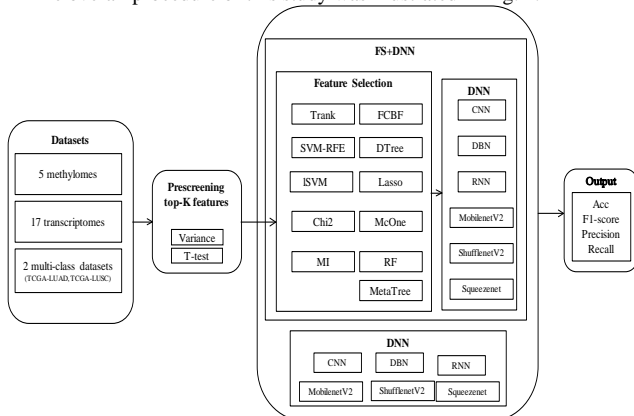 FS+DNN
Feature Selection
Trank
FCBF
SVM-RFE
DTree
lSVM
Lasso
Chi2
McOne
MI
RF
MetaTree
DNN
CNN
DBN
RNN
MobilenetV2
ShufflenetV2
Squeezenet
Datasets
5 methylomes
17 transcriptomes
2 multi-class datasets
(TCGA-LUAD, TCGA-LUSC)
Prescreening
top-K features
Variance
T-test
Output
Acc
F1-score
Precision
Recall
DNN
CNN
DBN
RNN
MobilenetV2
ShufflenetV2
Squeezenet